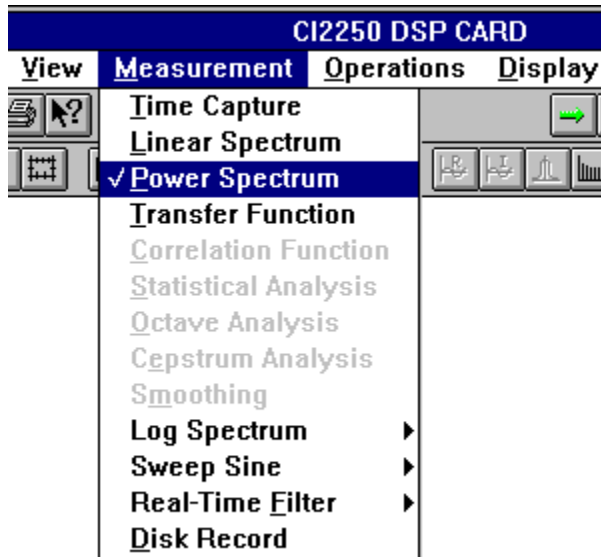 CI2250 DSP CARD
View Measurement Operations Display
Time Capture
Linear Spectrum
✓ Power Spectrum
Transfer Function
Correlation Function
Statistical Analysis
Octave Analysis
Cepstrum Analysis
Smoothing
Log Spectrum
Sweep Sine
Real-Time Filter
Disk Record